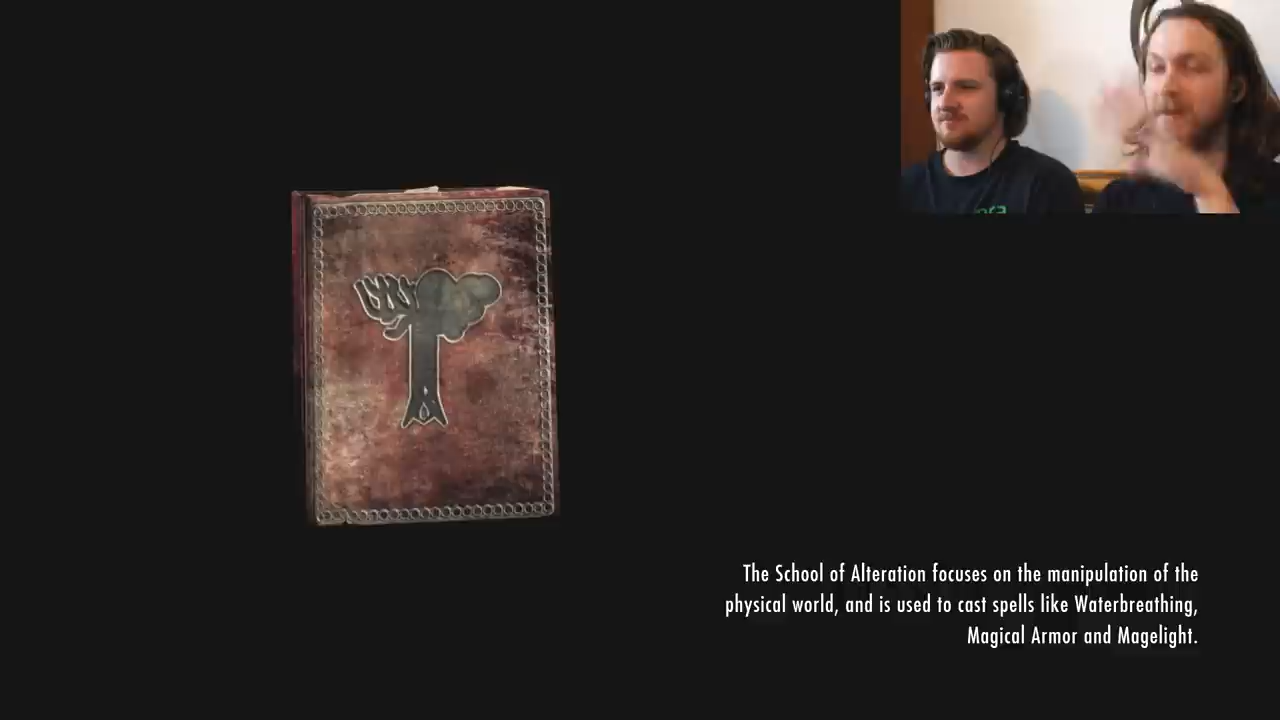 The School of Alteration focuses on the manipulation of the
physical world, and is used to cast spells like Waterbreathing,
Magical Armor and Magelight.